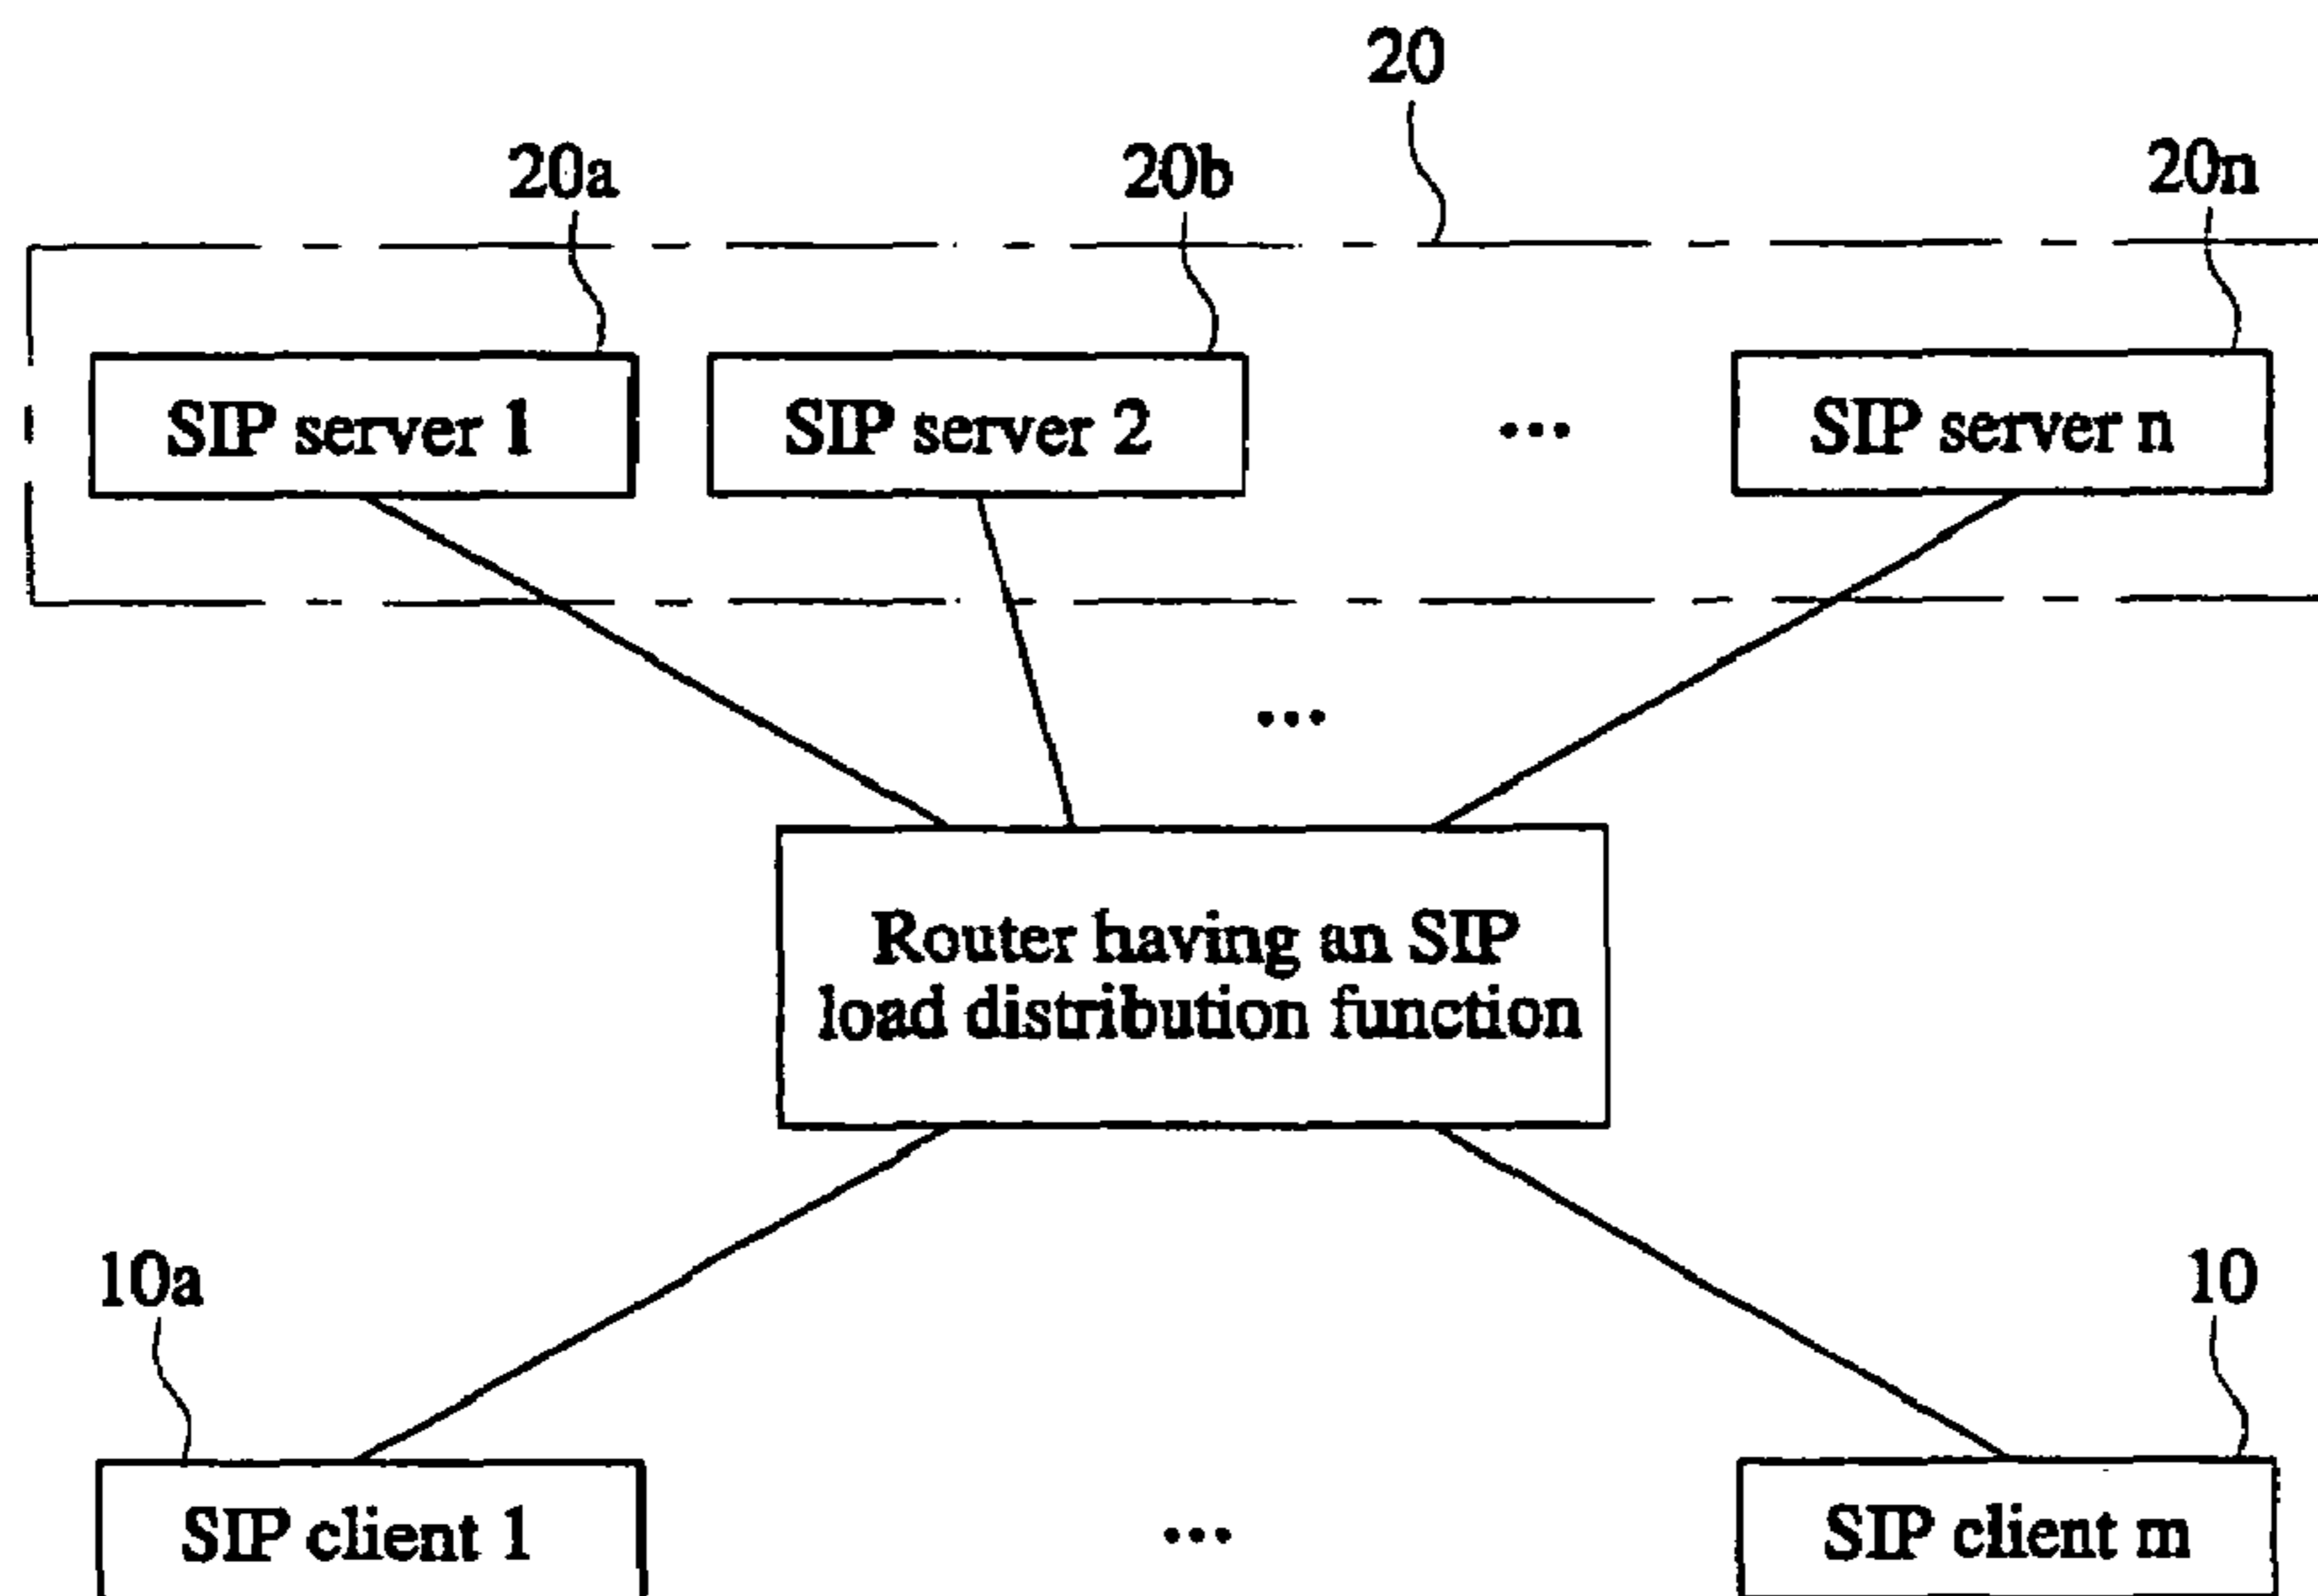 20
20a
20b
20n
SIP server 1
SIP server 2
...
SIP server n
...
Router having an SIP
load distribution function
10a
10
SIP client 1
...
SIP client m